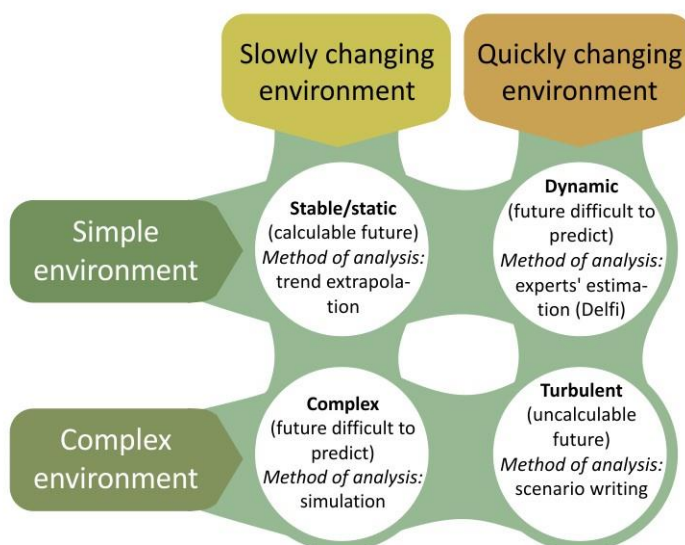 Slowly changing
environment
Quickly changing
environment
Simple
environment
Stable/static
(calculable future)
Method of analysis:
trend extrapola-
tion
Dynamic
(future difficult to
predict)
Method of analysis:
experts' estima-
tion (Delfi)
Complex
environment
Complex
(future difficult to
predict)
Method of analysis:
simulation
Turbulent
(uncalculable
future)
Method of analysis:
scenario writing